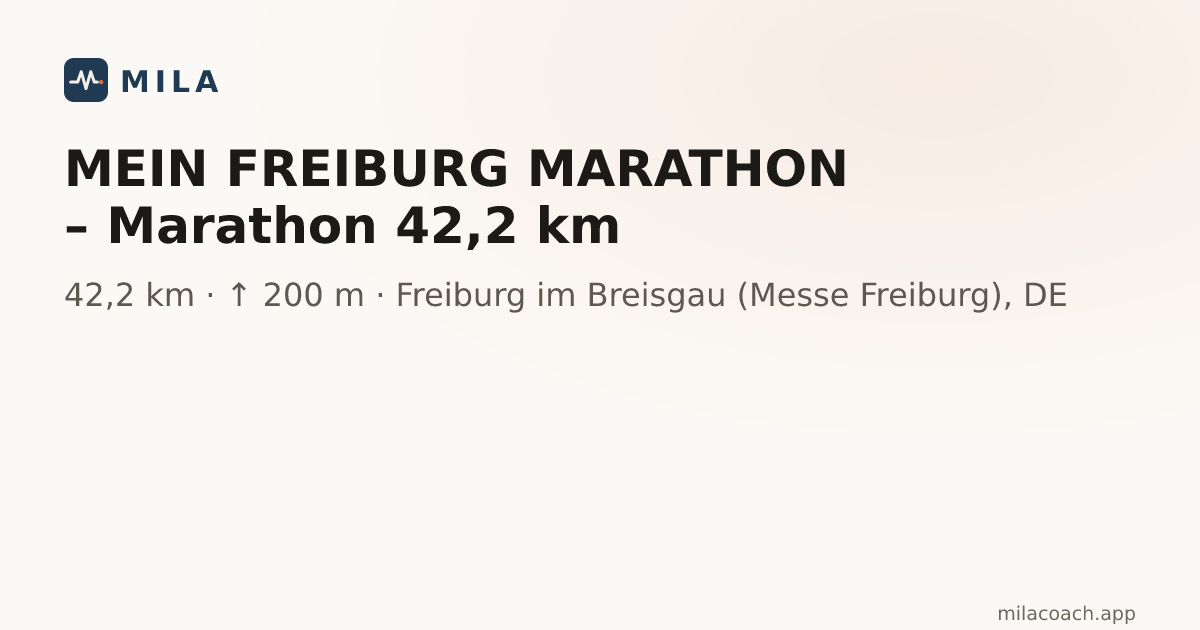 MILA
MEIN FREIBURG MARATHON
– Marathon 42,2 km
42,2 km · ↑ 200 m · Freiburg im Breisgau (Messe Freiburg), DE
milacoach.app